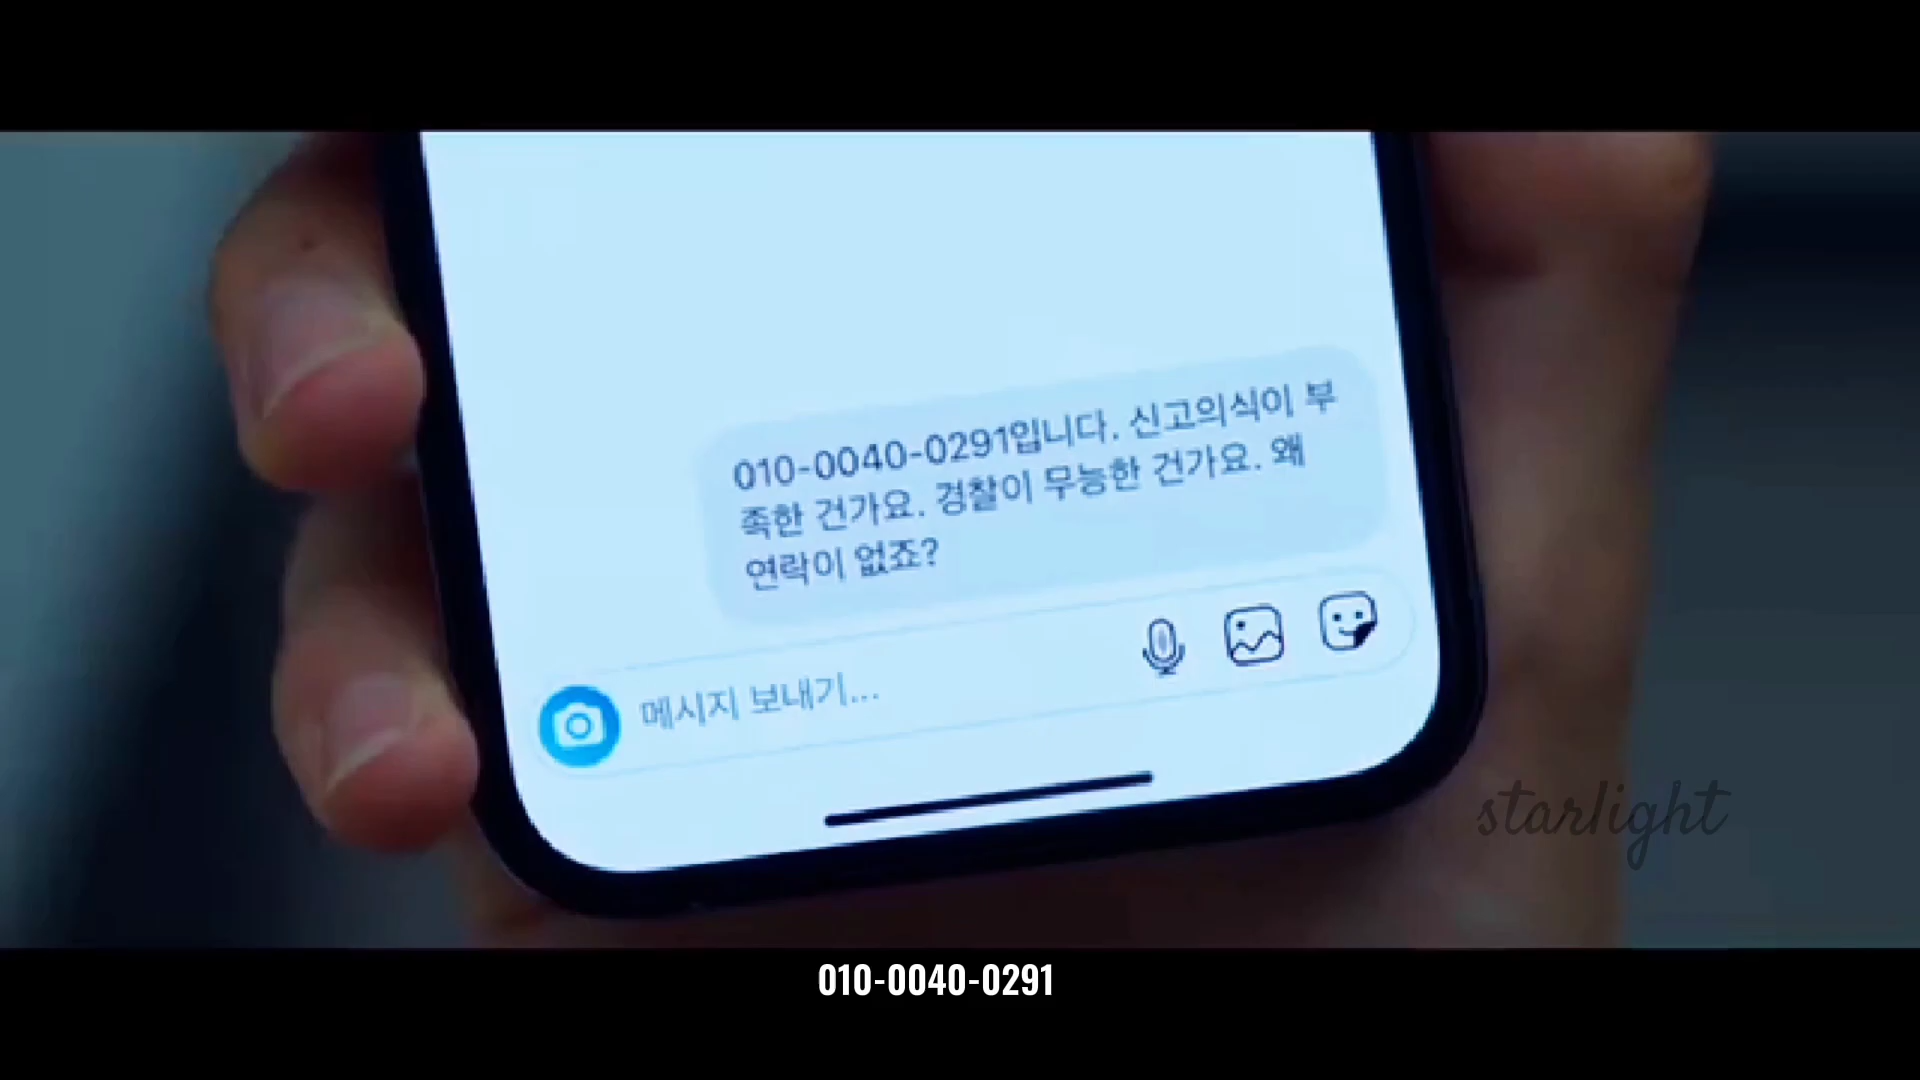 010-0040-0291입니다. 신고의식이 부
족한 건가요. 경찰이 무능한 건가요. 왜
연락이 없죠?
메시지 보내기...
starlight
010-0040-0291